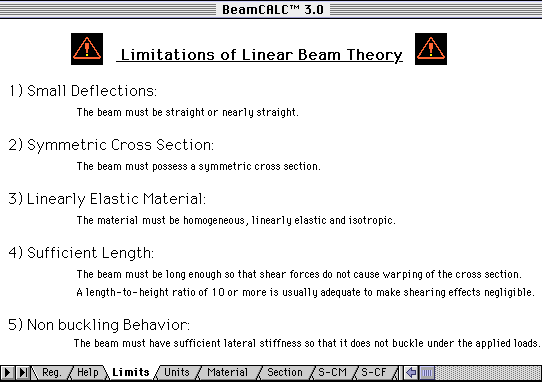 BeamCALC™ 3.0
Limitations of Linear Beam Theory
1) Small Deflections:
The beam must be straight or nearly straight.
2) Symmetric Cross Section:
The beam must possess a symmetric cross section.
3) Linearly Elastic Material:
The material must be homogeneous, linearly elastic and isotropic.
4) Sufficient Length:
The beam must be long enough so that shear forces do not cause warping of the cross section.
A length-to-height ratio of 10 or more is usually adequate to make shearing effects negligible.
5) Non buckling Behavior:
The beam must have sufficient lateral stiffness so that it does not buckle under the applied loads.
Reg. Help Limits Units Material Section S-CM S-CF